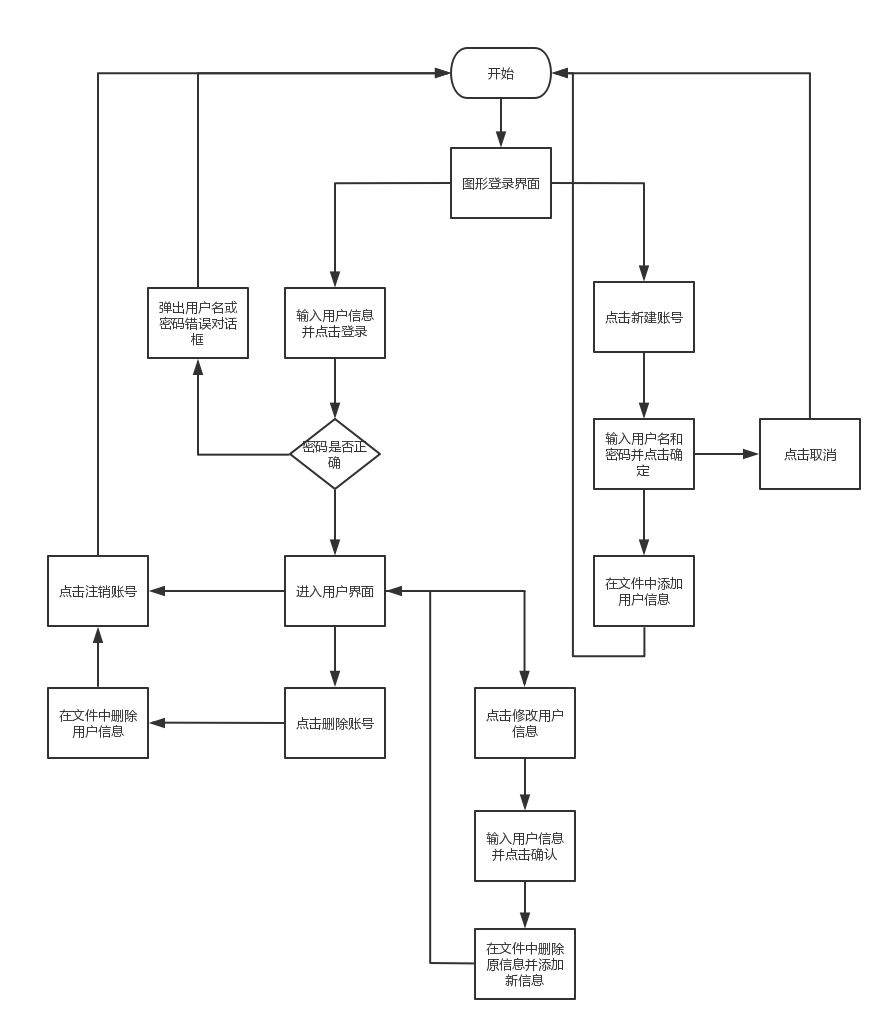 开始
图形登录界面
弹出用户名或
密码错误对话
框
输入用户信息
并点击登录
点击新建账号
密码是否正
确
输入用户名和
密码并点击确
定
点击取消
点击注销账号
进入用户界面
在文件中添加
用户信息
在文件中删除
用户信息
点击删除账号
点击修改用户
信息
输入用户信息
并点击确认
在文件中删除
原信息并添加
新信息